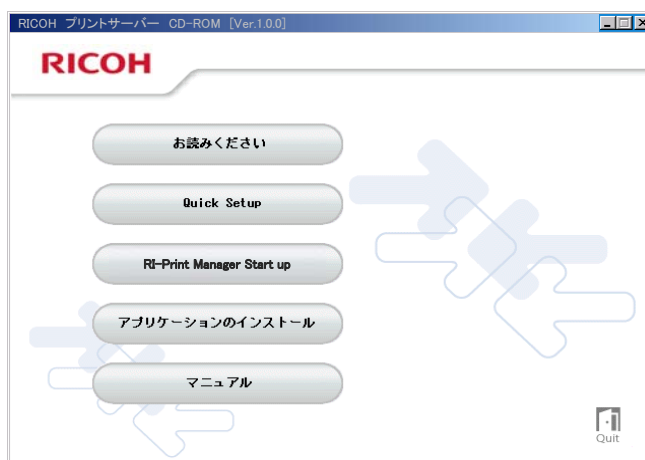 RICOH プリントサーバー CD-ROM [Ver.1.0.0]
RICOH
お読みください
Quick Setup
RI-Print Manager Start up
アプリケーションのインストール
マニュアル
Quit